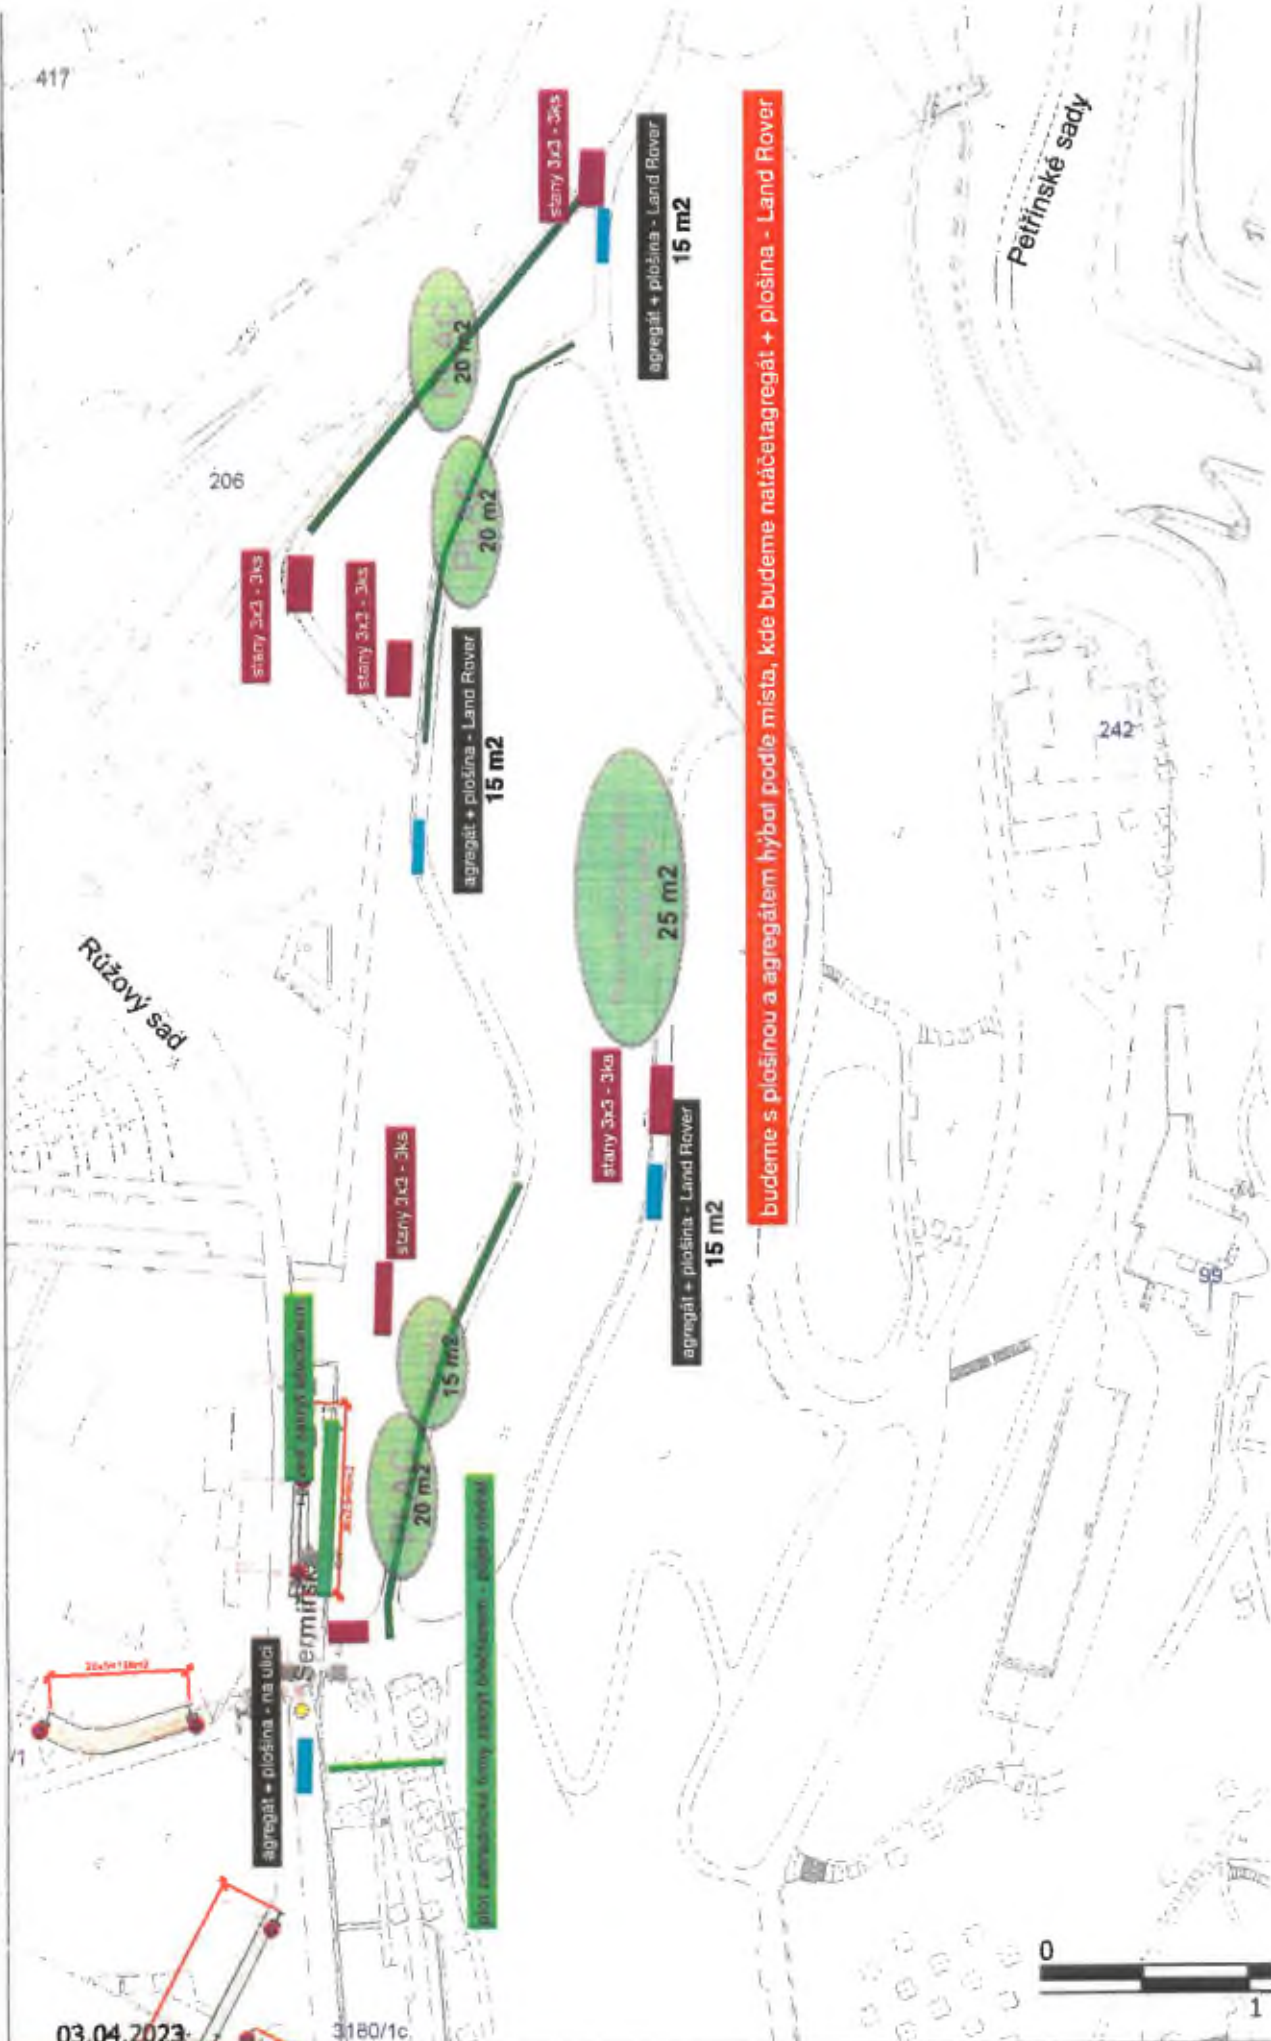 417
stany 3x3 - 3ks
agregát + plošina - Land Rover
15 m2
budeme s plošinou a agregátem hýbat podle místa, kde budeme natáčetagregát + plošina - Land Rover
Petřínské sady
20 m2
20 m2
206
stany 3x3 - 3ks
stany 3x3 - 3ks
agregát + plošina - Land Rover
15 m2
242
25 m2
Růžový sad
stany 3x3 - 3ks
agregát + plošina - Land Rover
15 m2
stany 3x3 - 3ks
15 m2
20 m2
99
agregát + plošina - na ulici
0
1
03.04.2023
3180/1c